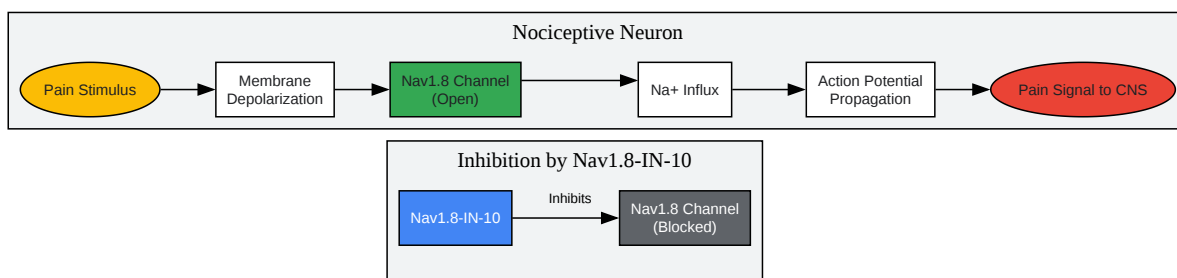 Nociceptive Neuron
Pain Stimulus
Membrane
Depolarization
Nav1.8 Channel
(Open)
Na+ Influx
Action Potential
Propagation
Pain Signal to CNS
Inhibition by Nav1.8-IN-10
Nav1.8-IN-10
Inhibits
Nav1.8 Channel
(Blocked)